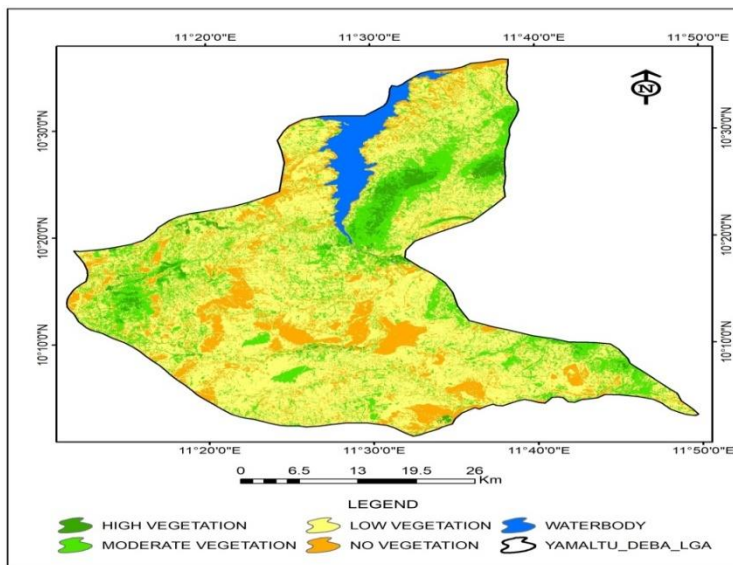 11°20'0"E 11°30'0"E 11°40'0"E 11°50'0"E
N
10°30'0"N 10°30'0"N
10°20'0"N 10°20'0"N
10°10'0"N 10°10'0"N
11°20'0"E 11°30'0"E 11°40'0"E 11°50'0"E
0 6.5 13 19.5 26
Km
LEGEND
HIGH VEGETATION LOW VEGETATION WATERBODY
MODERATE VEGETATION NO VEGETATION YAMALTU_DEBA_LGA